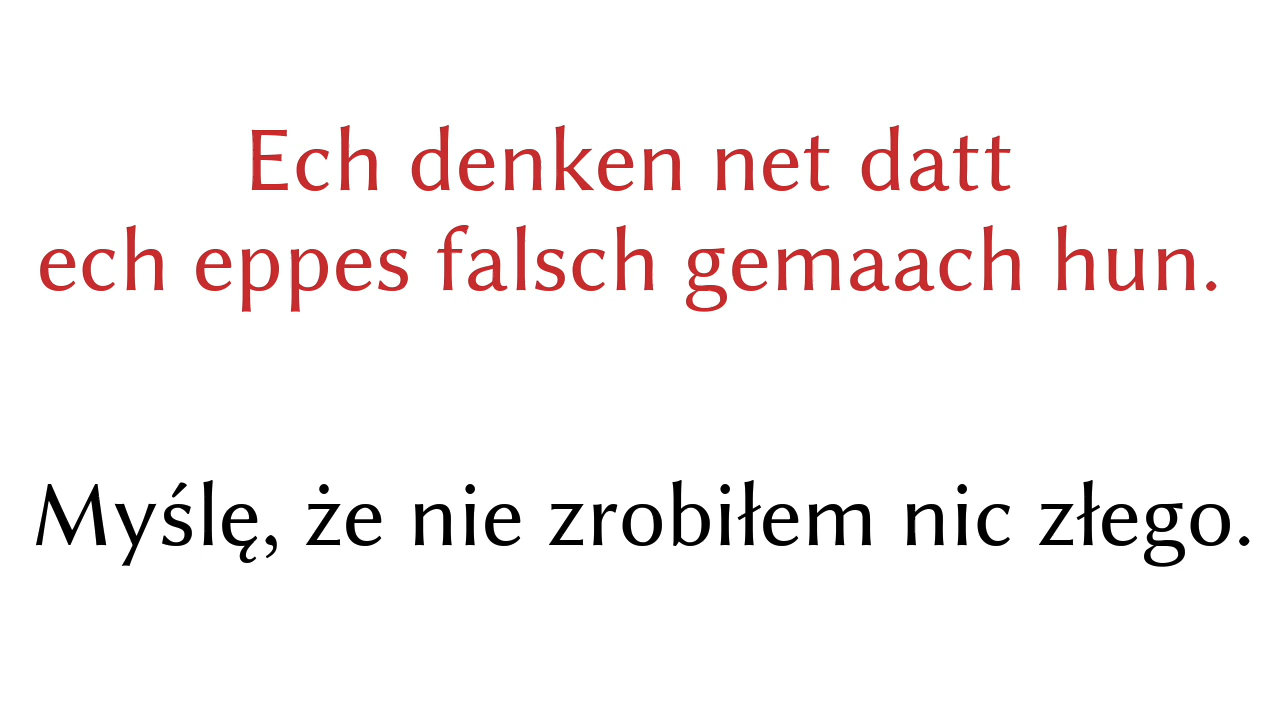 Ech denken net datt
ech eppes falsch gemaach hun.
Myślę, że nie zrobiłem nic złego.